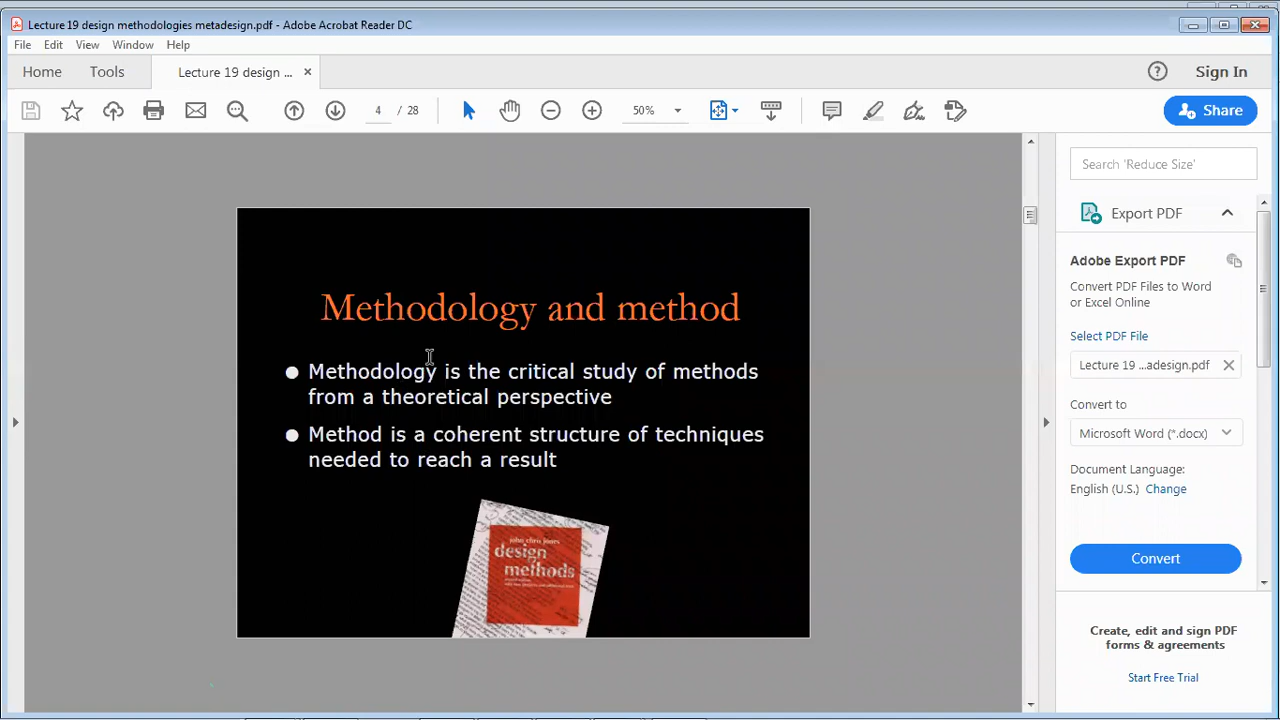 Lecture 19 design methodologies metadesign.pdf - Adobe Acrobat Reader DC
File Edit View Window Help
Home Tools Lecture 19 design ... ×
Sign In
4 / 28 50% Share
Search 'Reduce Size'
Export PDF
Adobe Export PDF
Convert PDF Files to Word
or Excel Online
Select PDF File
Lecture 19 ...adesign.pdf ×
Convert to
Microsoft Word (*.docx)
Document Language:
English (U.S.) Change
Convert
Create, edit and sign PDF
forms & agreements
Start Free Trial
Methodology and method
● Methodology is the critical study of methods
from a theoretical perspective
● Method is a coherent structure of techniques
needed to reach a result
john chris jones
design
methods